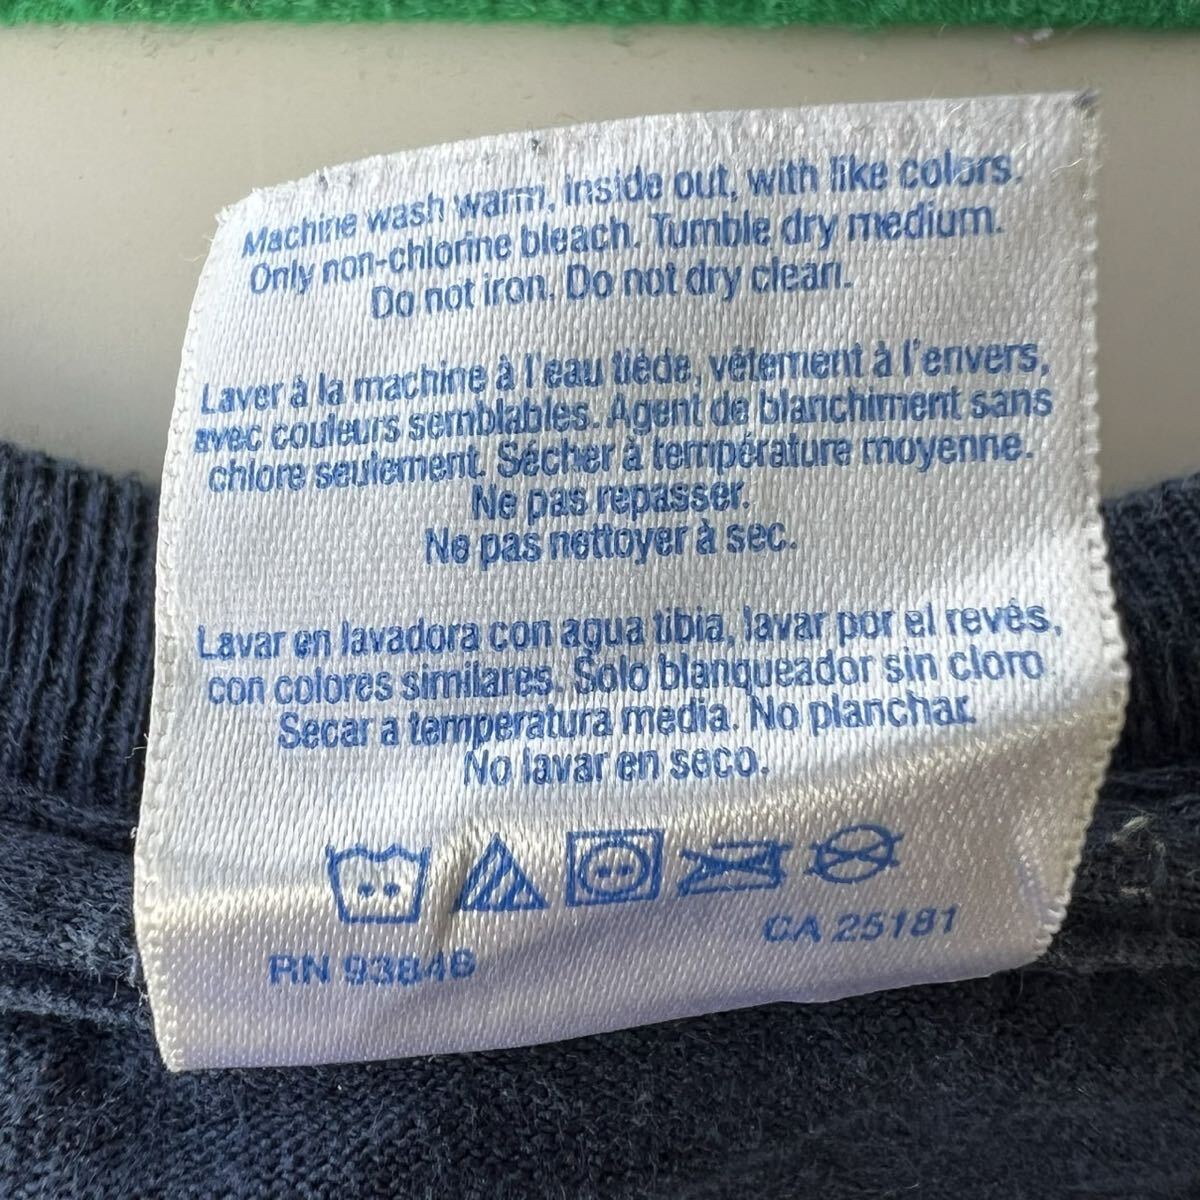 Machine wash warm, inside out, with like colors.
Only non-chlorine bleach. Tumble dry medium.
Do not iron. Do not dry clean.
Laver à la machine à l'eau tiède, vêtement à l'envers,
avec couleurs semblables. Agent de blanchiment sans
chlore seulement. Sécher à température moyenne.
Ne pas repasser.
Ne pas nettoyer à sec.
Lavar en lavadora con agua tibia, lavar por el revés,
con colores similares. Solo blanqueador sin cloro
Secar a temperatura media. No planchar.
No lavar en seco.
RN 93846 CA 25181